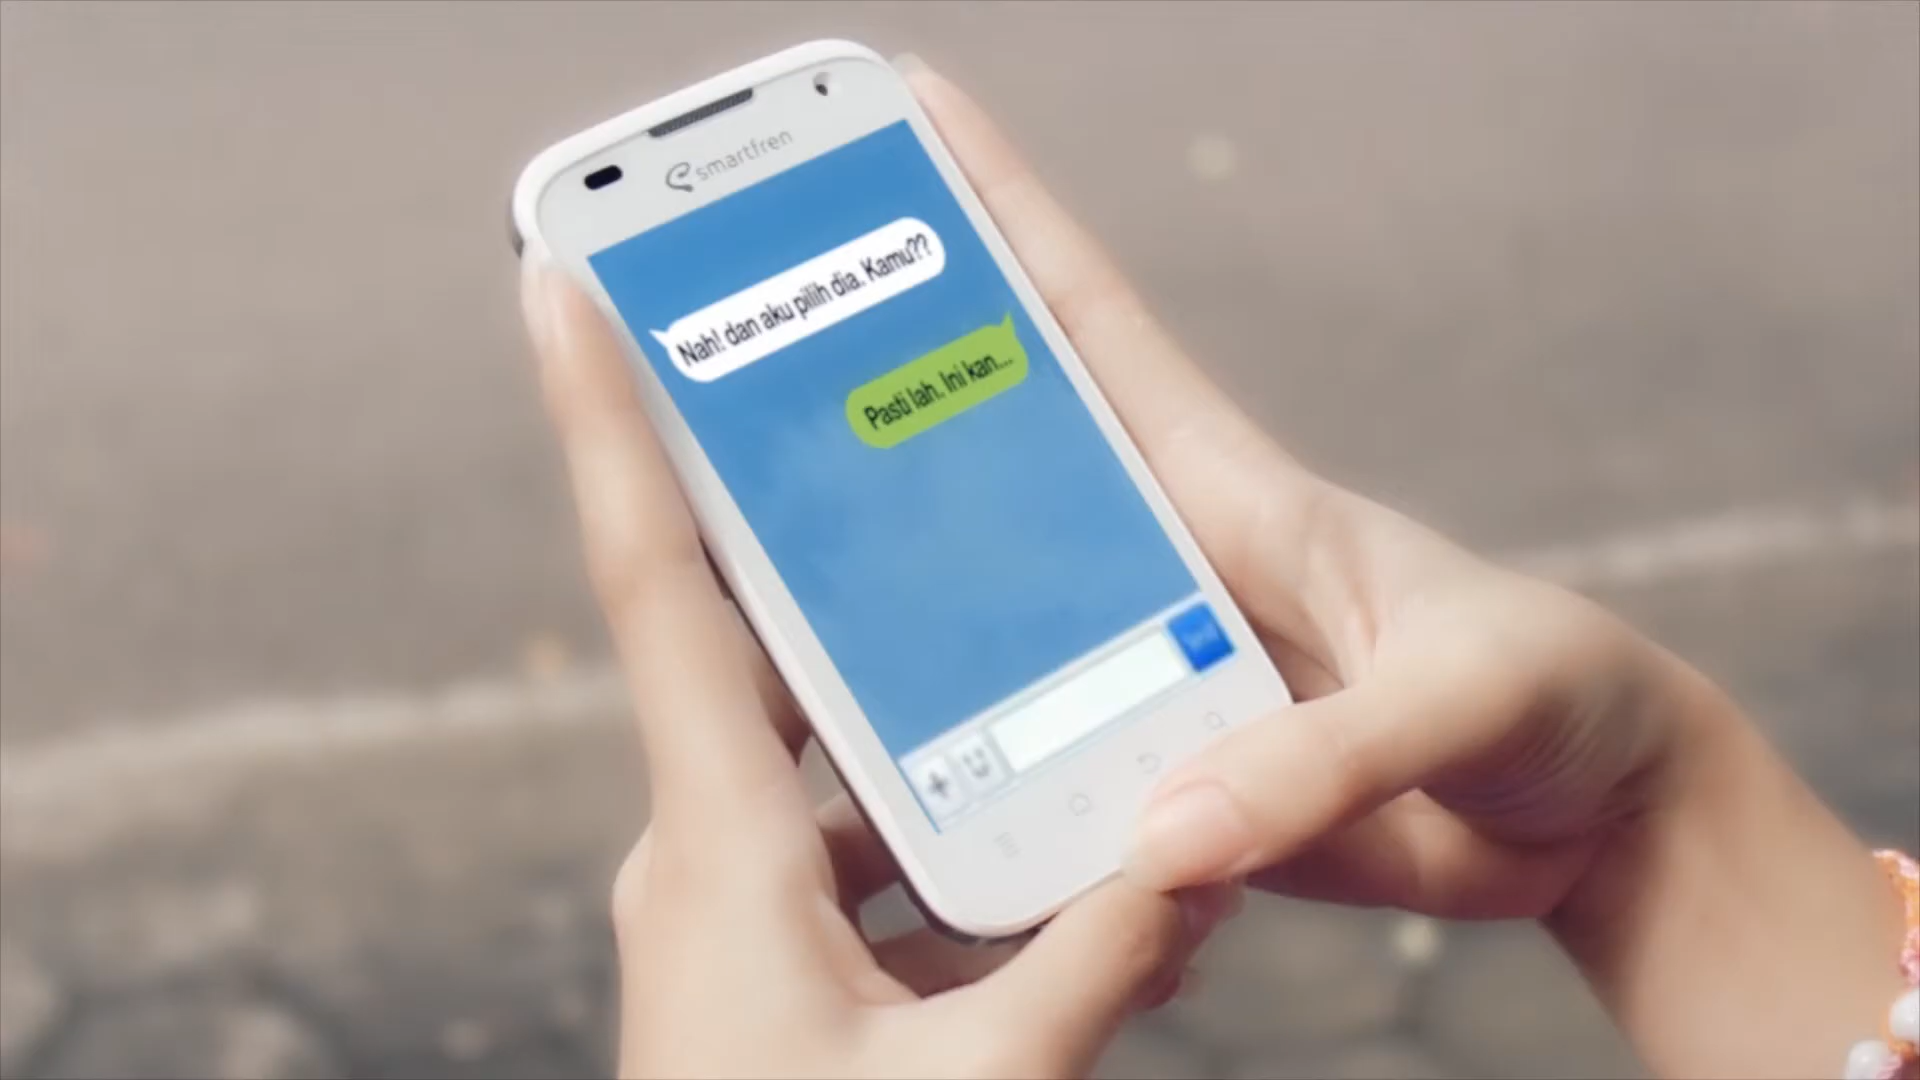 smartfren
Nah! dan aku pilih dia. Kamu??
Pasti lah. Ini kan...